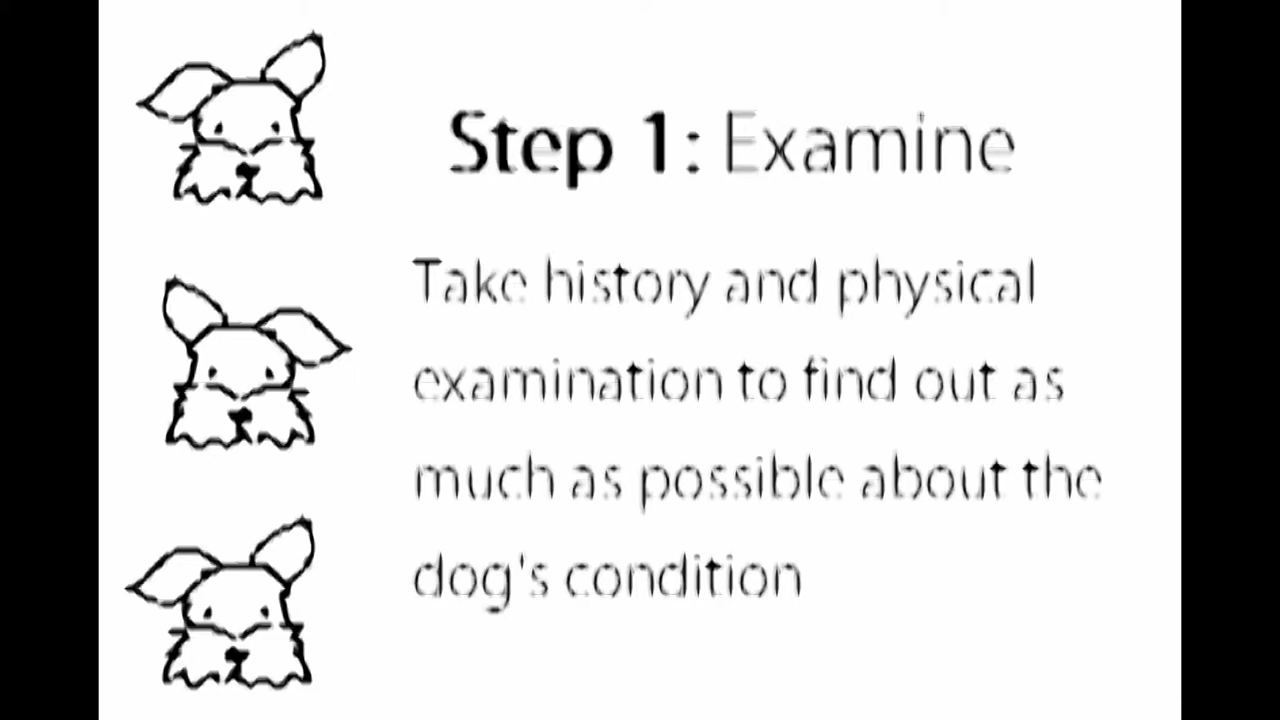 Step 1: Examine
Take history and physical
examination to find out as
much as possible about the
dog's condition